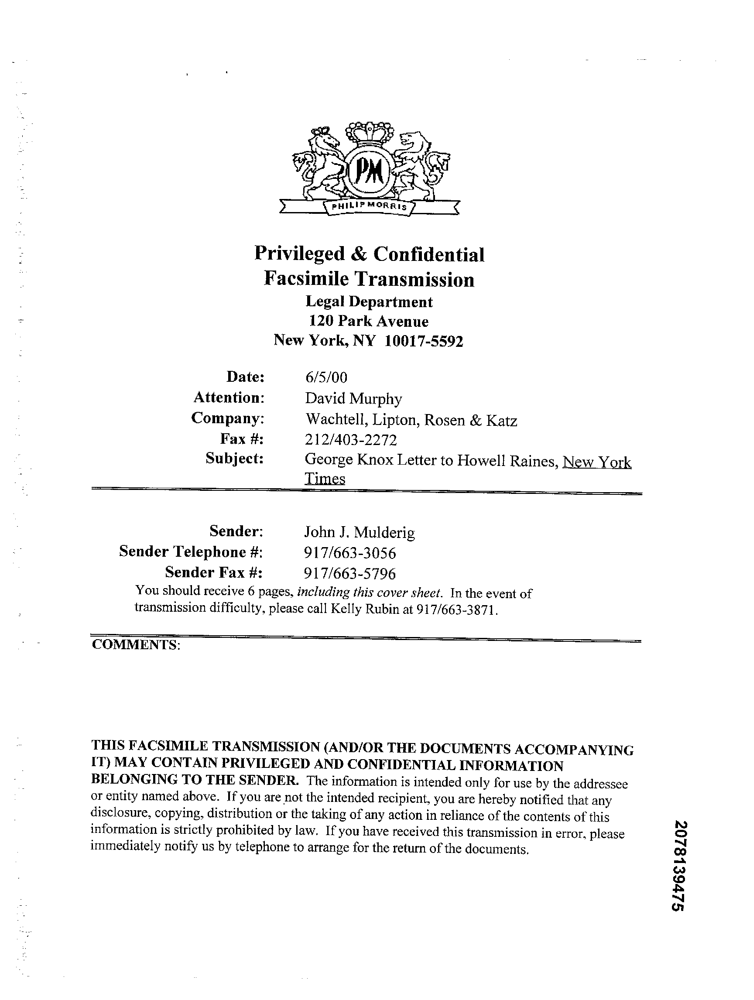 PM
PHILIP MORRIS
Privileged & Confidential
Facsimile Transmission
Legal Department
120 Park Avenue
New York, NY 10017-5592
Date: 6/5/00
Attention: David Murphy
Company: Wachtell, Lipton, Rosen & Katz
Fax #: 212/403-2272
Subject: George Knox Letter to Howell Raines, New York
Times
Sender: John J. Mulderig
Sender Telephone #: 917/663-3056
Sender Fax #: 917/663-5796
You should receive 6 pages, including this cover sheet. In the event of
transmission difficulty, please call Kelly Rubin at 917/663-3871.
COMMENTS:
THIS FACSIMILE TRANSMISSION (AND/OR THE DOCUMENTS ACCOMPANYING
IT) MAY CONTAIN PRIVILEGED AND CONFIDENTIAL INFORMATION
BELONGING TO THE SENDER. The information is intended only for use by the addressee
or entity named above. If you are not the intended recipient, you are hereby notified that any
disclosure, copying, distribution or the taking of any action in reliance of the contents of this
information is strictly prohibited by law. If you have received this transmission in error, please
immediately notify us by telephone to arrange for the return of the documents.
2078139475